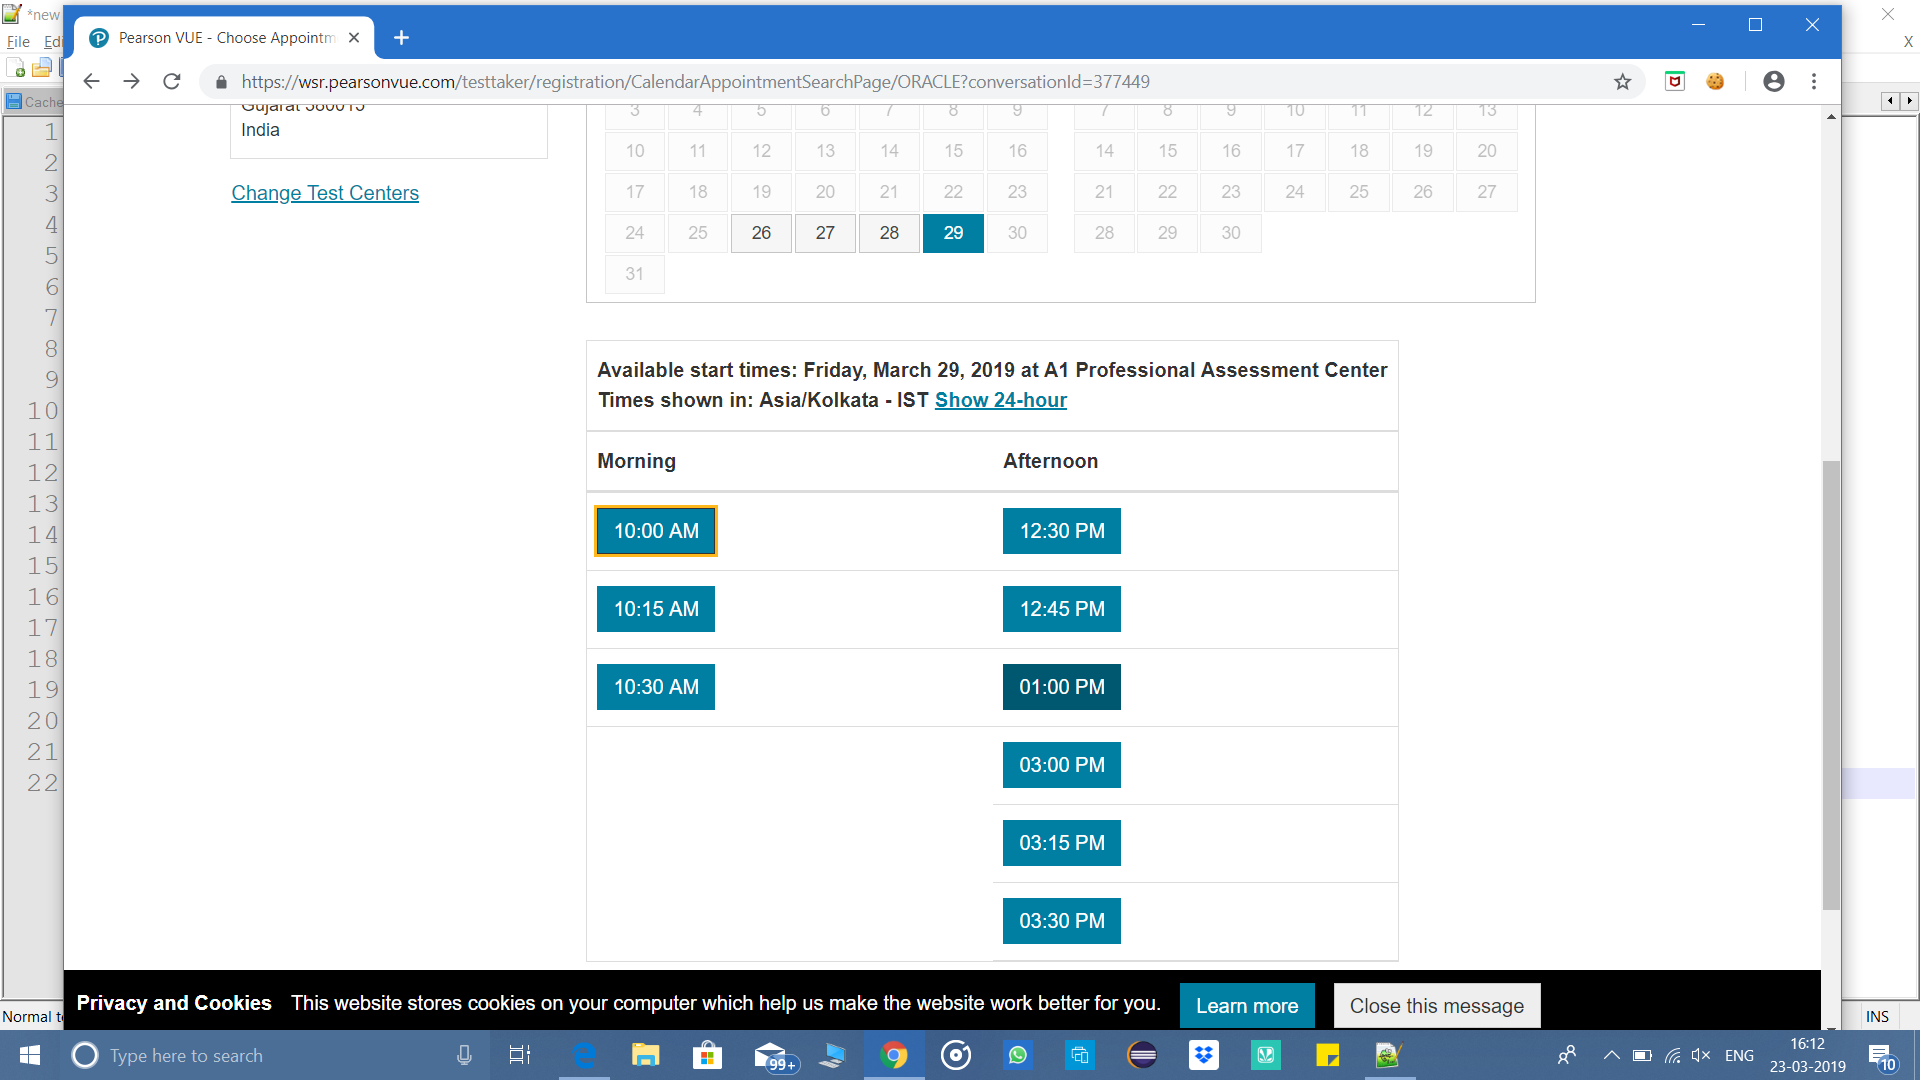 *new
File Edi
Cache
Pearson VUE - Choose Appointm
https://wsr.pearsonvue.com/testtaker/registration/CalendarAppointmentSearchPage/ORACLE?conversationId=377449
X
1
2
3
4
5
6
7
8
9
10
11
12
13
14
15
16
17
18
19
20
21
22
Gujarat 380015
India
Change Test Centers
3 4 5 6 7 8 9
10 11 12 13 14 15 16
17 18 19 20 21 22 23
24 25 26 27 28 29 30
31
7 8 9 10 11 12 13
14 15 16 17 18 19 20
21 22 23 24 25 26 27
28 29 30
Available start times: Friday, March 29, 2019 at A1 Professional Assessment Center
Times shown in: Asia/Kolkata - IST Show 24-hour
Morning Afternoon
10:00 AM 12:30 PM
10:15 AM 12:45 PM
10:30 AM 01:00 PM
03:00 PM
03:15 PM
03:30 PM
Privacy and Cookies This website stores cookies on your computer which help us make the website work better for you. Learn more Close this message
Normal te INS
Type here to search
99+
ENG
16:12
23-03-2019
10